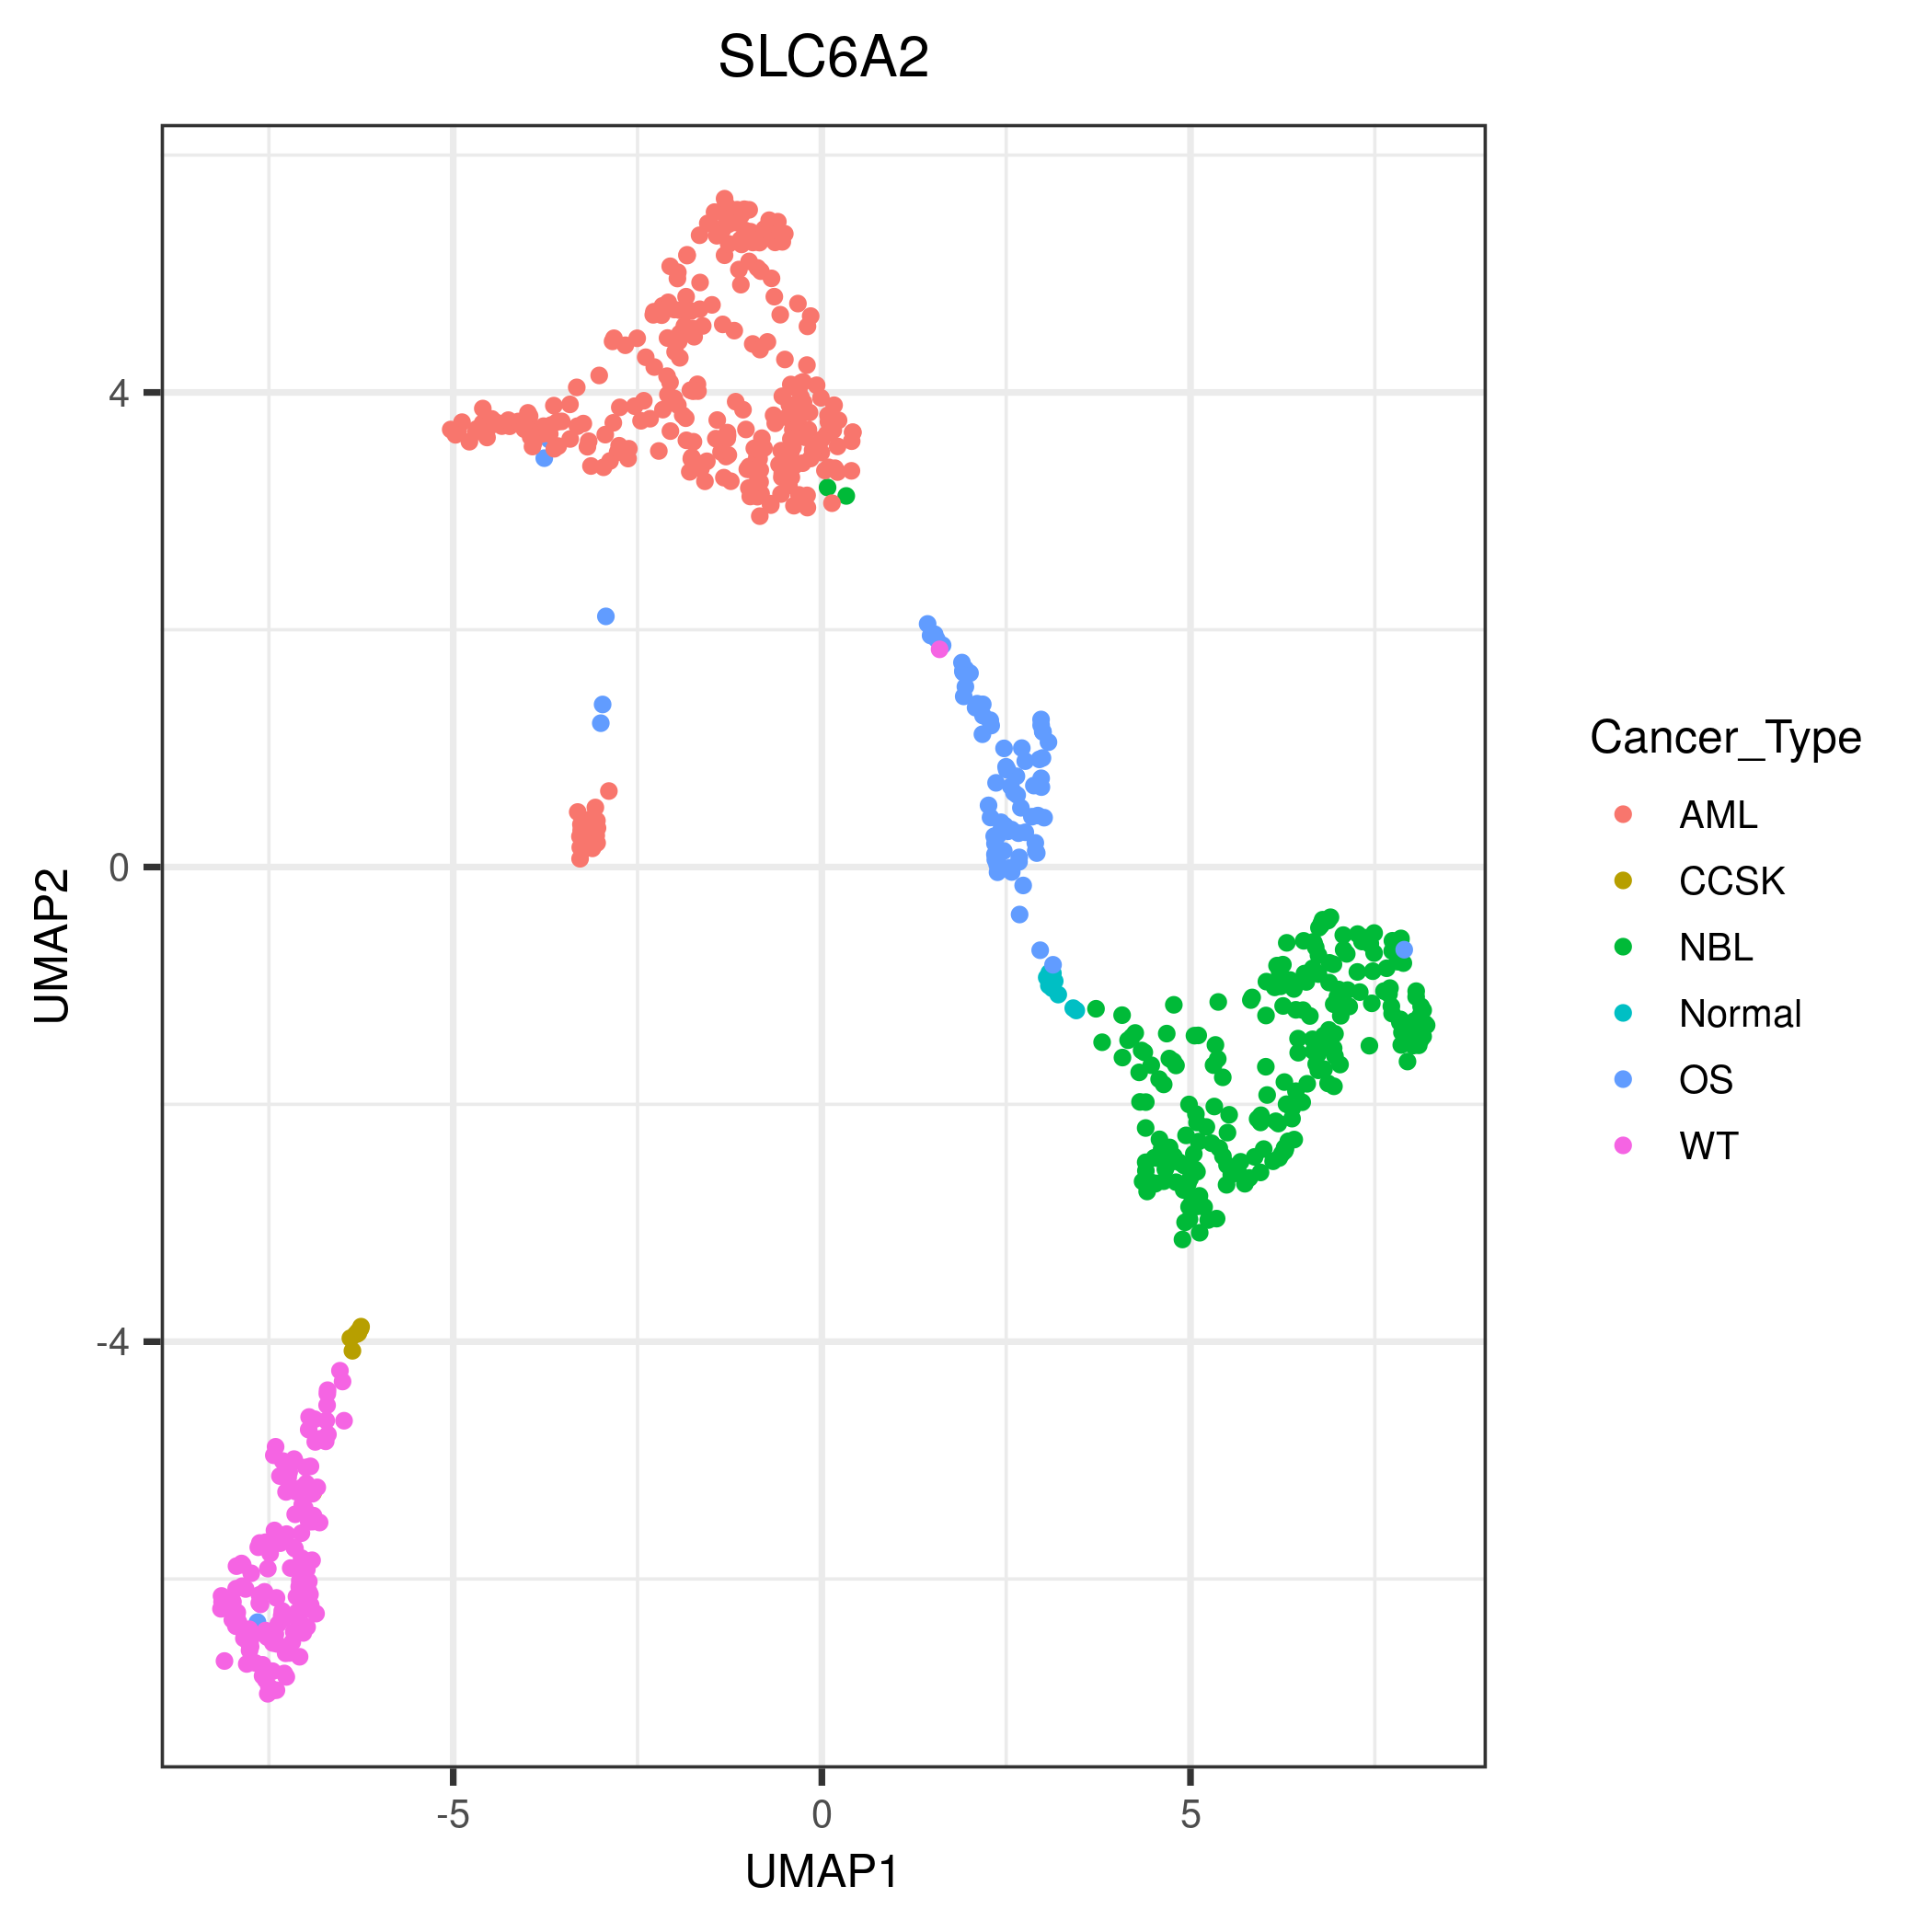 SLC6A2
4
0
-4
UMAP2
-5
0
5
UMAP1
Cancer_Type
AML
CCSK
NBL
Normal
OS
WT